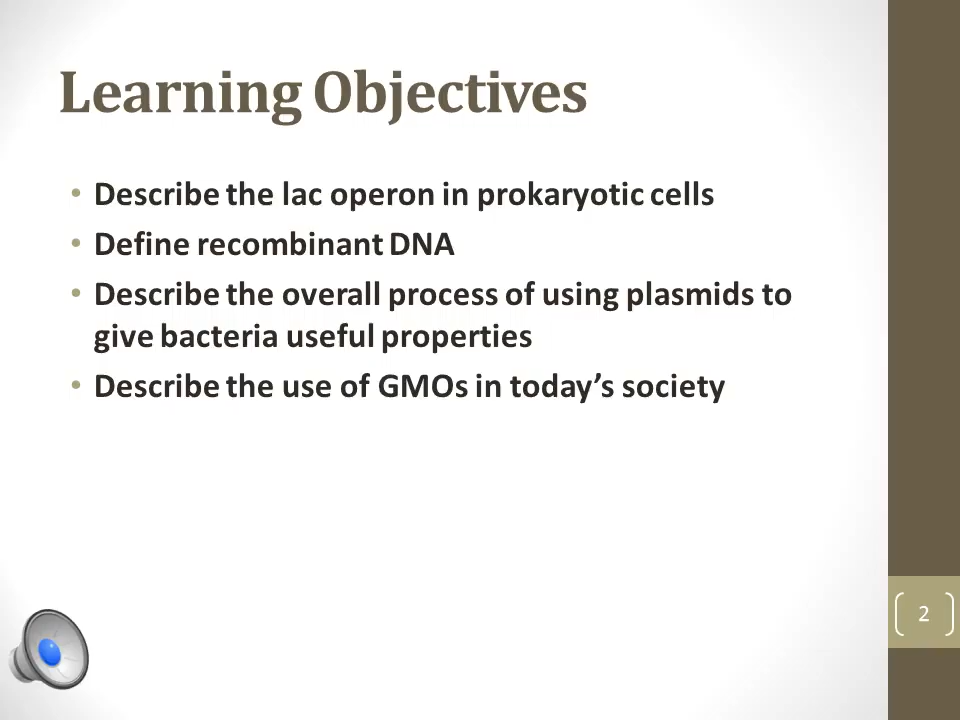 Learning Objectives
• Describe the lac operon in prokaryotic cells
• Define recombinant DNA
• Describe the overall process of using plasmids to
give bacteria useful properties
• Describe the use of GMOs in today’s society
2